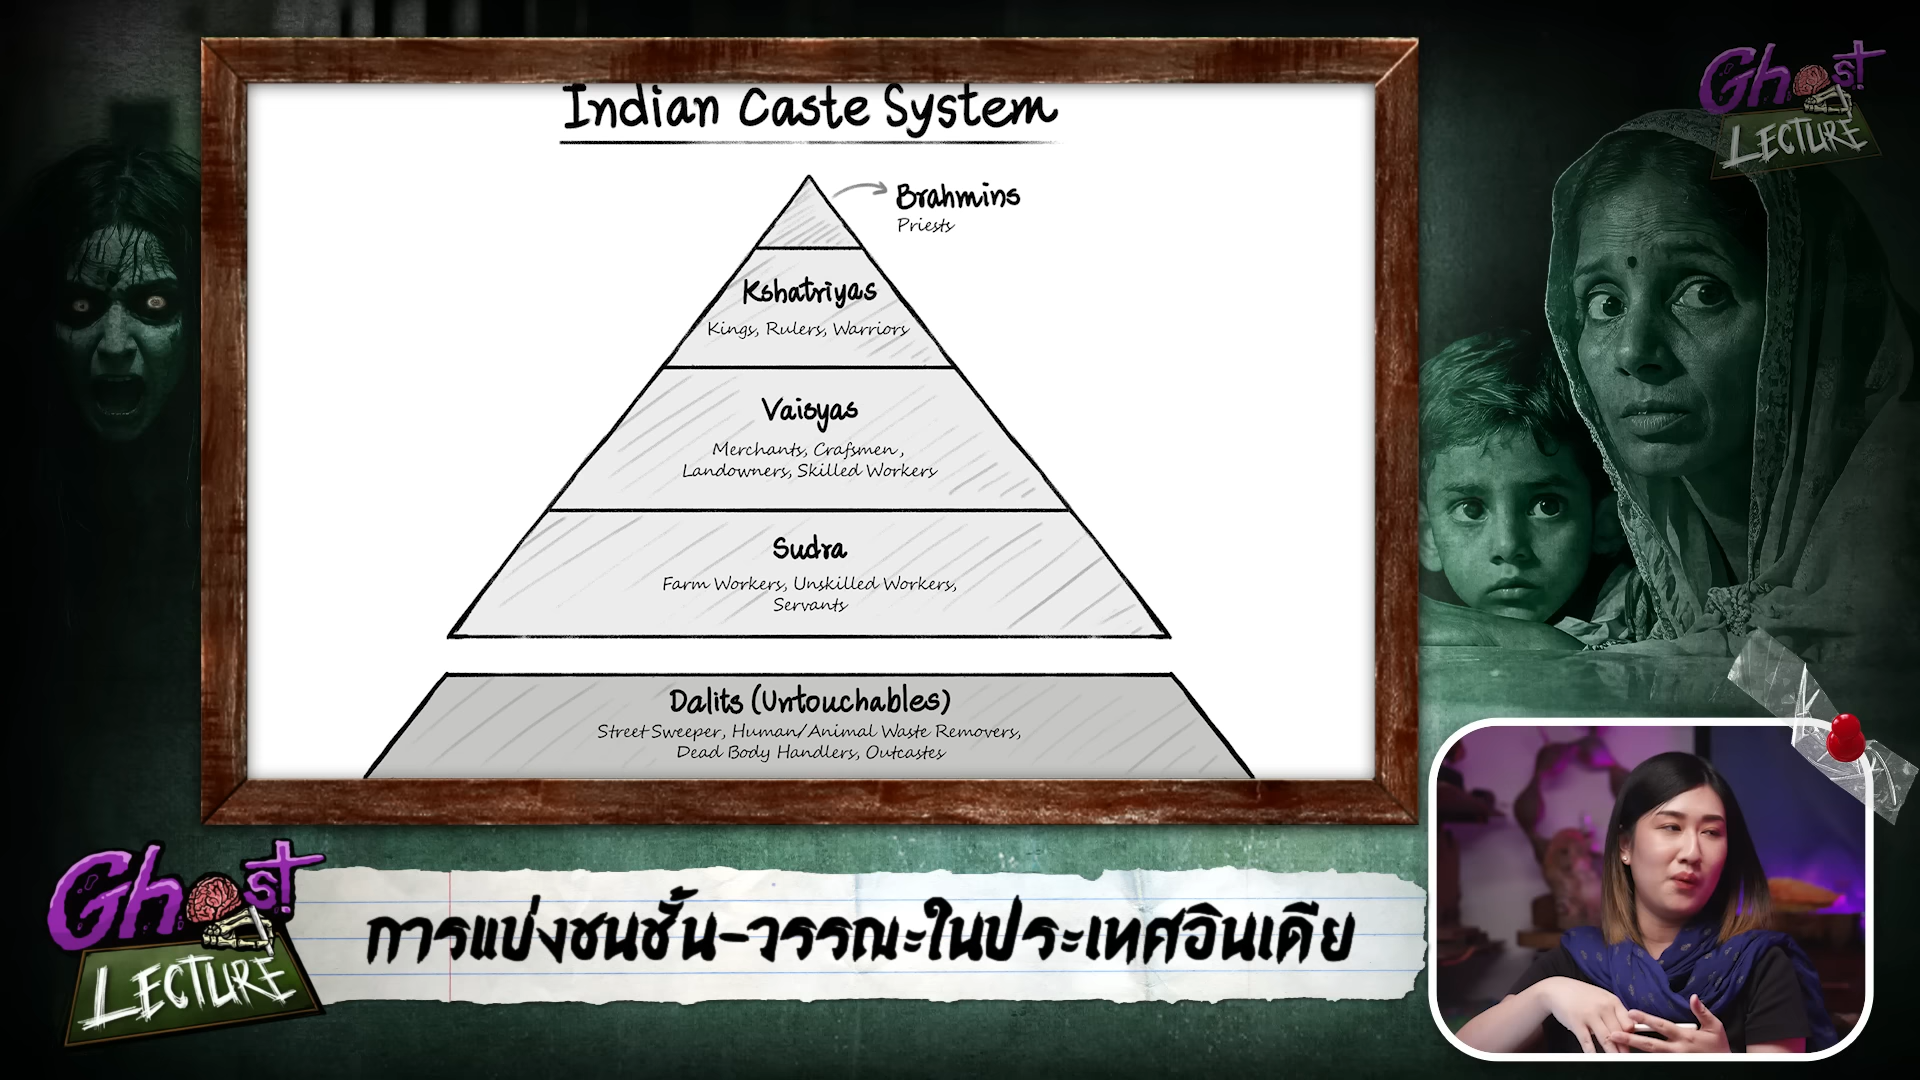 Indian Caste System
Brahmins
Priests
Kshatriyas
Kings, Rulers, Warriors
Vaisyas
Merchants, Crafsmen,
Landowners, Skilled Workers
Sudra
Farm Workers, Unskilled Workers,
Servants
Dalits (Untouchables)
Street Sweeper, Human/Animal Waste Removers,
Dead Body Handlers, Outcastes
Ghost
LECTURE
Ghost
LECTURE
การแบ่งชนชั้น-วรรณะในประเทศอินเดีย